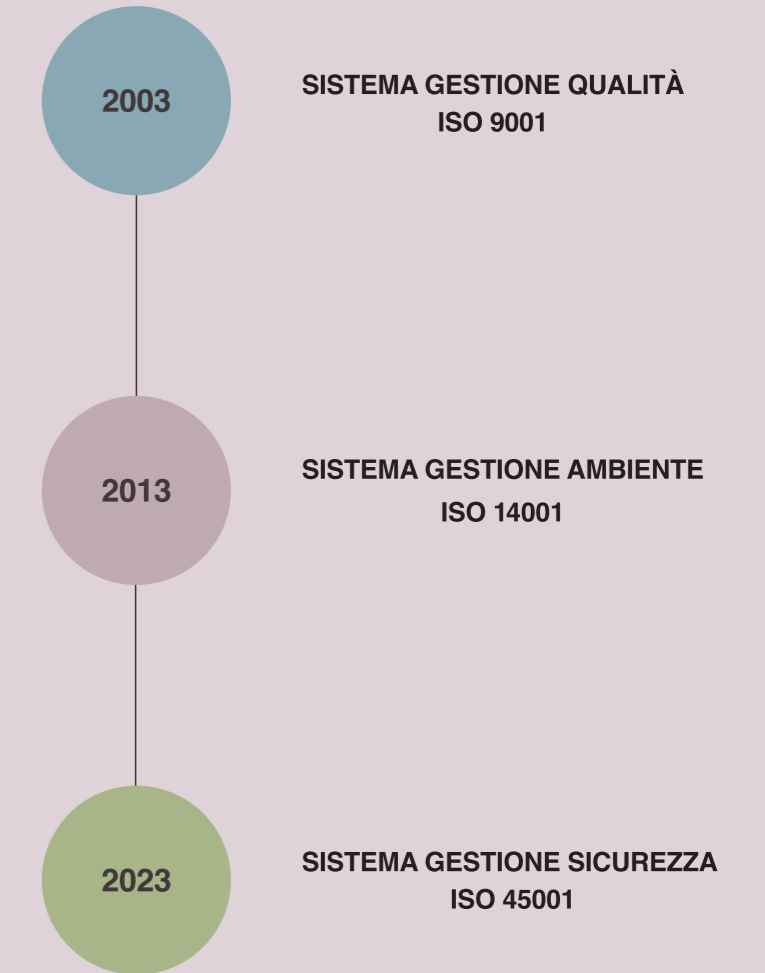 2003
SISTEMA GESTIONE QUALITÀ
ISO 9001
2013
SISTEMA GESTIONE AMBIENTE
ISO 14001
2023
SISTEMA GESTIONE SICUREZZA
ISO 45001